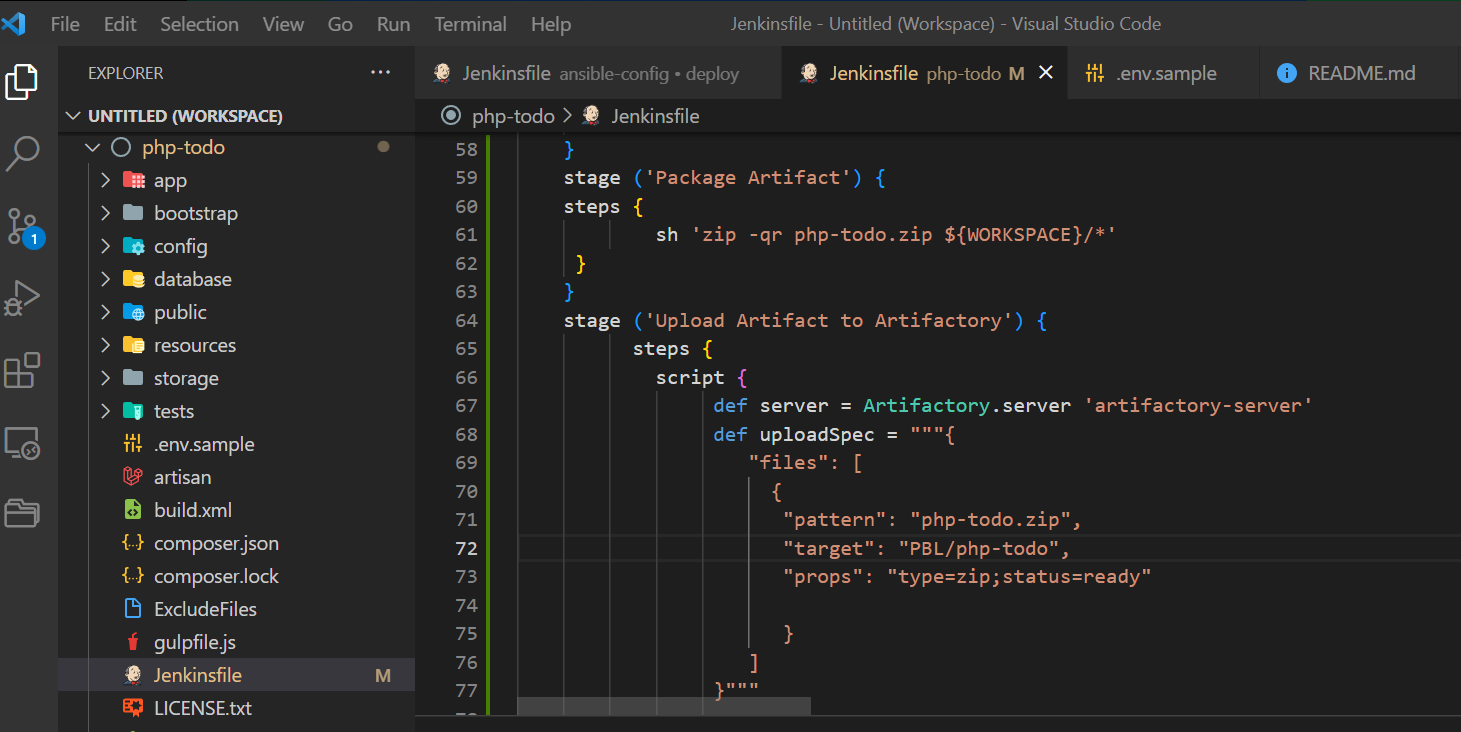 File Edit Selection View Go Run Terminal Help Jenkinsfile - Untitled (Workspace) - Visual Studio Code
EXPLORER ···
Jenkinsfile ansible-config • deploy Jenkinsfile php-todo M .env.sample README.md
UNTITLED (WORKSPACE)
php-todo > Jenkinsfile
php-todo
app
bootstrap
config
database
public
resources
storage
tests
.env.sample
artisan
build.xml
composer.json
composer.lock
ExcludeFiles
gulpfile.js
Jenkinsfile M
LICENSE.txt
1
58 }
59 stage ('Package Artifact') {
60 steps {
61 sh 'zip -qr php-todo.zip ${WORKSPACE}/*'
62 }
63 }
64 stage ('Upload Artifact to Artifactory') {
65 steps {
66 script {
67 def server = Artifactory.server 'artifactory-server'
68 def uploadSpec = """{
69 "files": [
70 {
71 "pattern": "php-todo.zip",
72 "target": "PBL/php-todo",
73 "props": "type=zip;status=ready"
74
75 }
76 ]
77 }"""